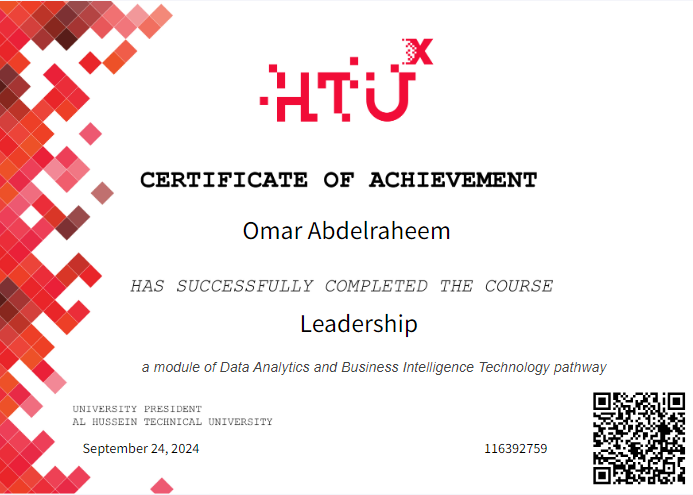 HTU X
CERTIFICATE OF ACHIEVEMENT
Omar Abdelraheem
HAS SUCCESSFULLY COMPLETED THE COURSE
Leadership
a module of Data Analytics and Business Intelligence Technology pathway
UNIVERSITY PRESIDENT
AL HUSSEIN TECHNICAL UNIVERSITY
September 24, 2024
116392759